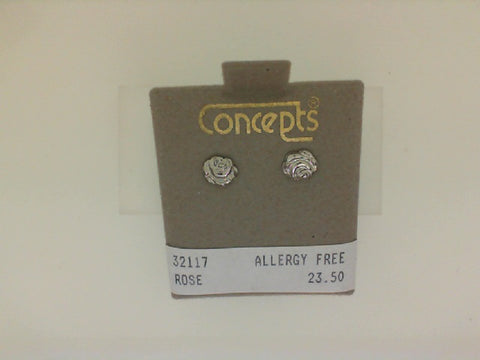 Concepts®
32117 ALLERGY FREE
ROSE 23.50